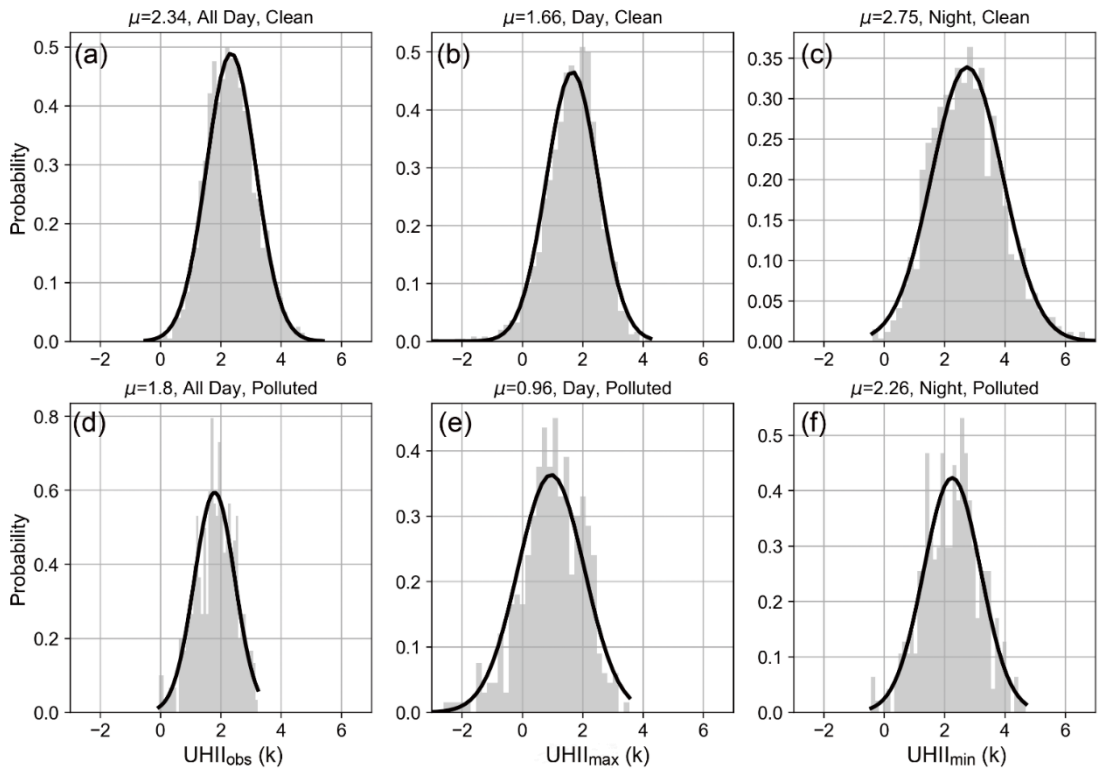 μ=2.34, All Day, Clean
μ=1.66, Day, Clean
μ=2.75, Night, Clean
(a)
(b)
(c)
Probability
0.5
0.4
0.3
0.2
0.1
0.0
0.5
0.4
0.3
0.2
0.1
0.0
0.35
0.30
0.25
0.20
0.15
0.10
0.05
0.00
−2 0 2 4 6
−2 0 2 4 6
−2 0 2 4 6
μ=1.8, All Day, Polluted
μ=0.96, Day, Polluted
μ=2.26, Night, Polluted
(d)
(e)
(f)
Probability
0.8
0.6
0.4
0.2
0.0
0.4
0.3
0.2
0.1
0.0
0.5
0.4
0.3
0.2
0.1
0.0
−2 0 2 4 6
−2 0 2 4 6
−2 0 2 4 6
UHIIobs (k)
UHIImax (k)
UHIImin (k)